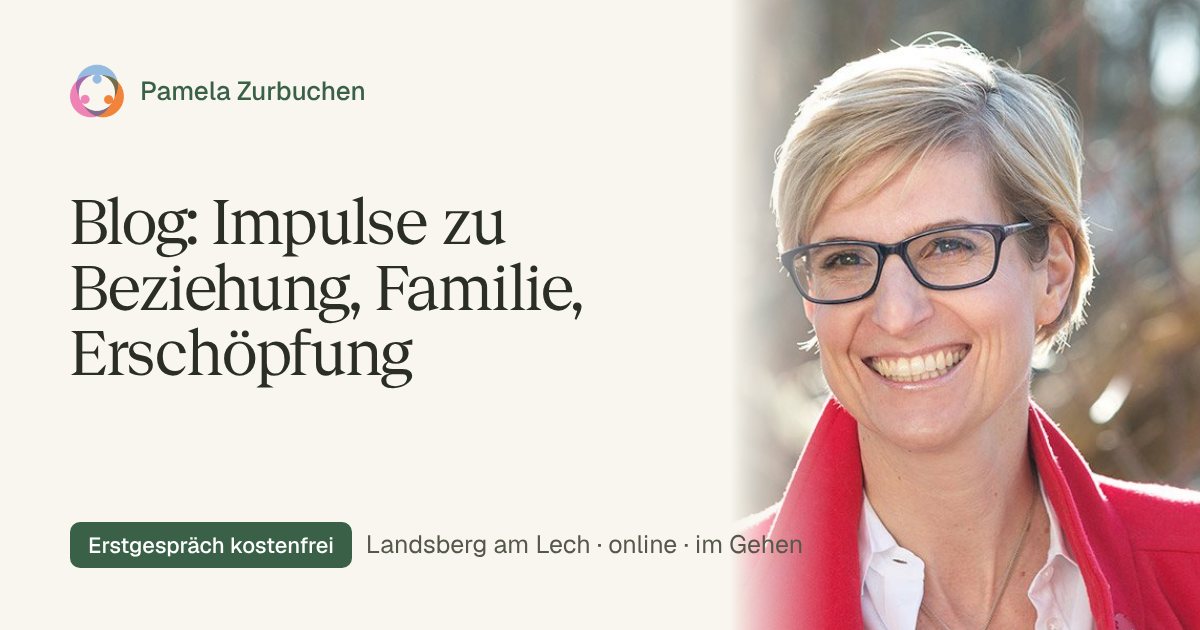 Pamela Zurbuchen
Blog: Impulse zu
Beziehung, Familie,
Erschöpfung
Erstgespräch kostenfrei
Landsberg am Lech · online · im Gehen